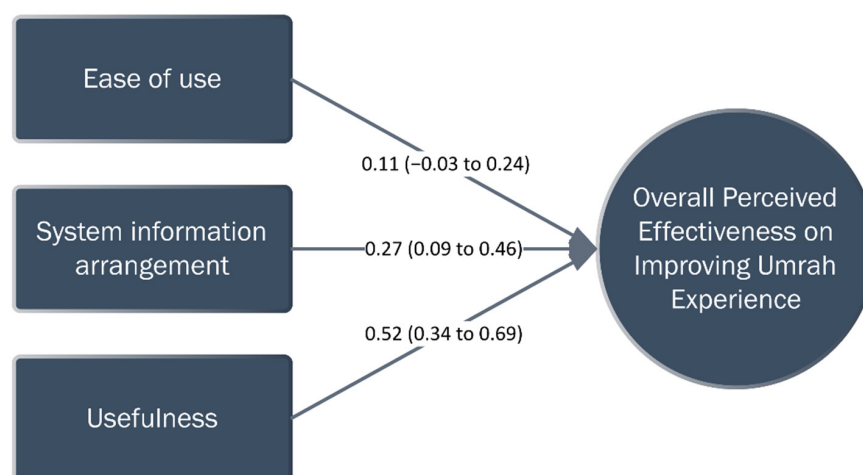 Ease of use
0.11 (−0.03 to 0.24)
System information
arrangement
0.27 (0.09 to 0.46)
Overall Perceived
Effectiveness on
Improving Umrah
Experience
0.52 (0.34 to 0.69)
Usefulness